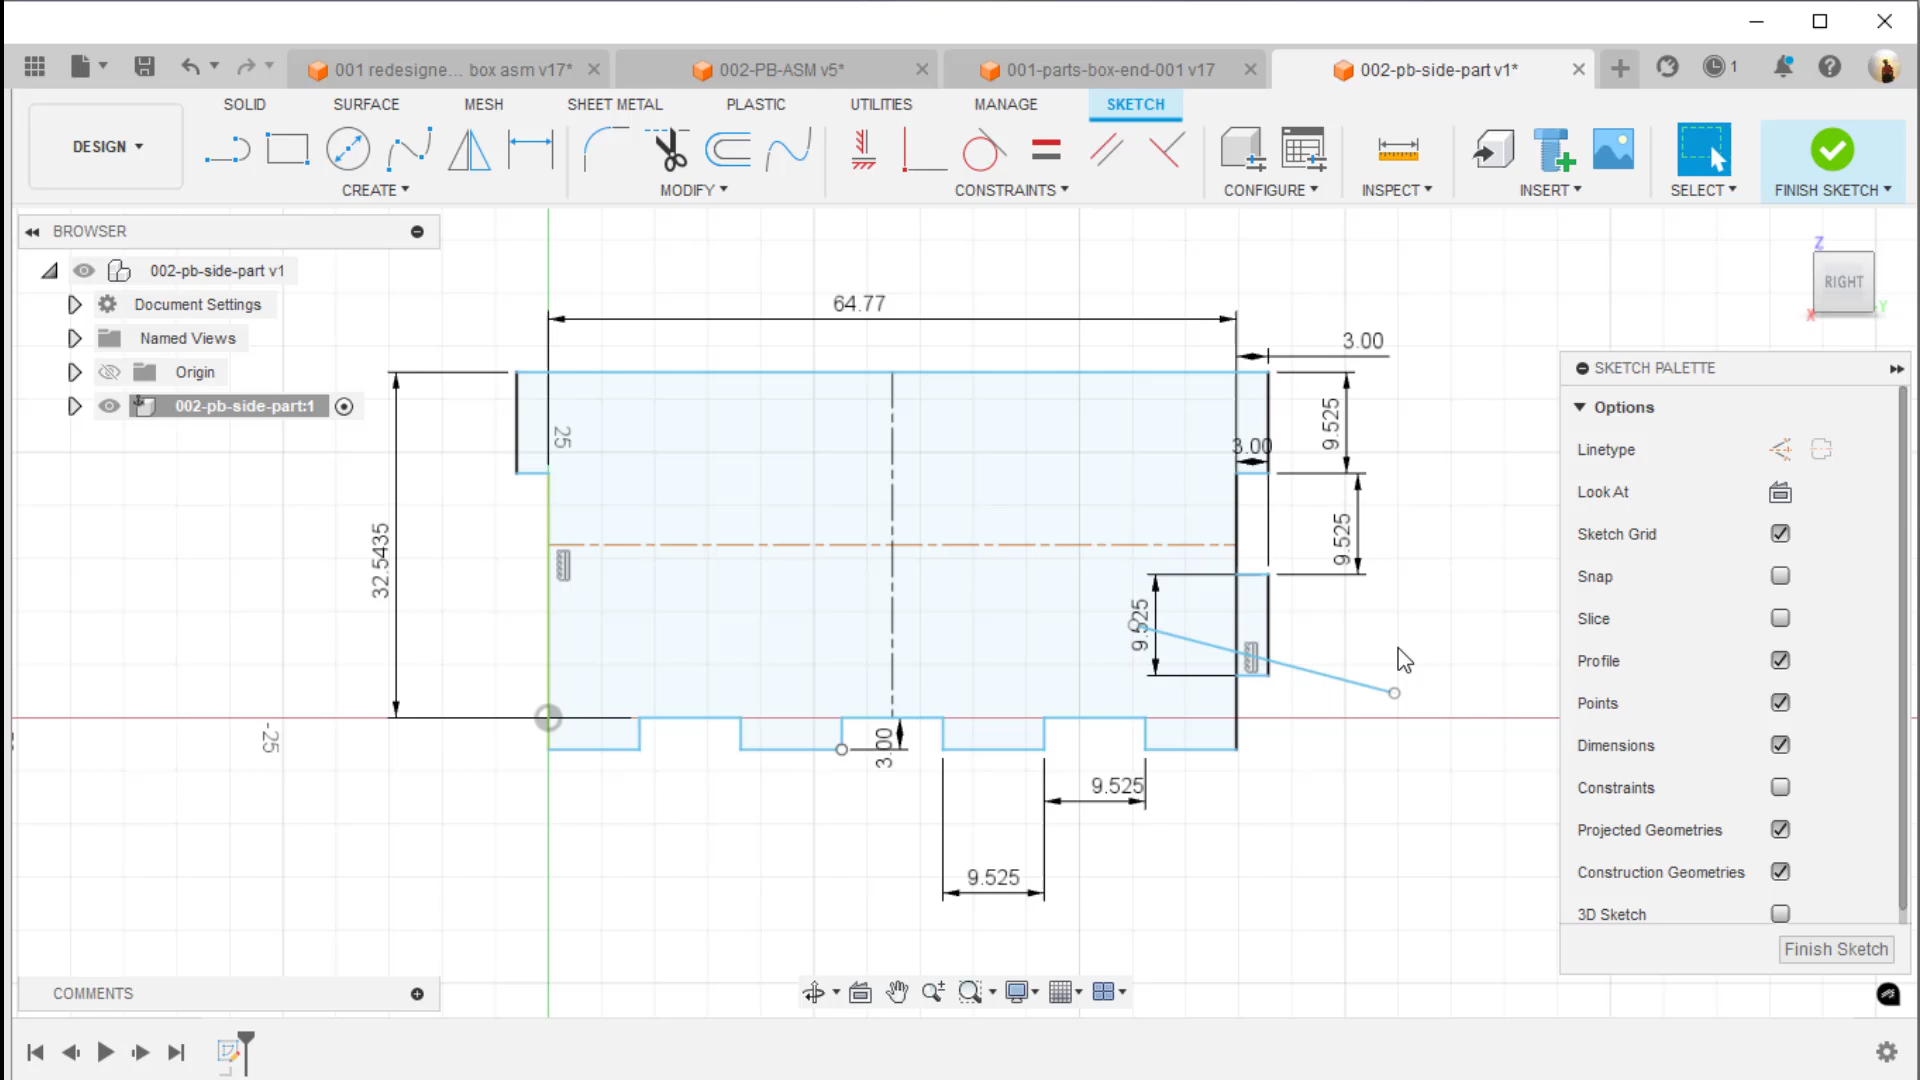 001 redesigne... box asm v17*
002-PB-ASM v5*
001-parts-box-end-001 v17
002-pb-side-part v1*
1
DESIGN
SOLID
SURFACE
MESH
SHEET METAL
PLASTIC
UTILITIES
MANAGE
SKETCH
CREATE
MODIFY
CONSTRAINTS
CONFIGURE
INSPECT
INSERT
SELECT
FINISH SKETCH
BROWSER
002-pb-side-part v1
Document Settings
Named Views
Origin
002-pb-side-part:1
64.77
3.00
9.525
25
3.00
32.5435
9.525
9.525
-25
3.00
9.525
9.525
Z
RIGHT
Y
X
SKETCH PALETTE
Options
Linetype
Look At
Sketch Grid
Snap
Slice
Profile
Points
Dimensions
Constraints
Projected Geometries
Construction Geometries
3D Sketch
Finish Sketch
COMMENTS